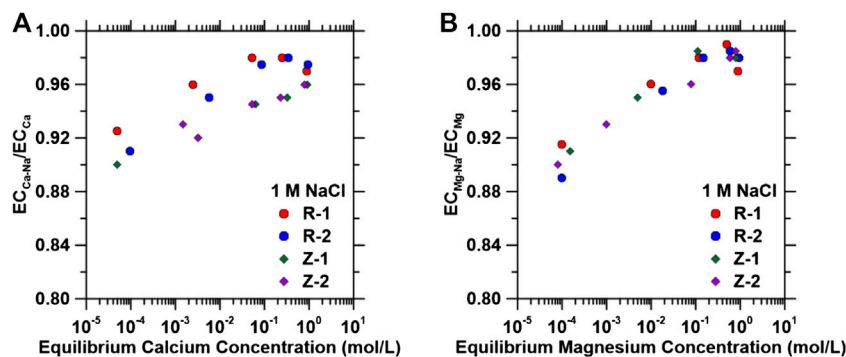 A
1.00
0.96
0.92
0.88
0.84
0.80
EC_Ca-Na/EC_Ca
1 M NaCl
R-1
R-2
Z-1
Z-2
10^-5 10^-4 10^-3 10^-2 10^-1 10^0 10^1
Equilibrium Calcium Concentration (mol/L)
B
1.00
0.96
0.92
0.88
0.84
0.80
EC_Mg-Na/EC_Mg
1 M NaCl
R-1
R-2
Z-1
Z-2
10^-5 10^-4 10^-3 10^-2 10^-1 10^0 10^1
Equilibrium Magnesium Concentration (mol/L)